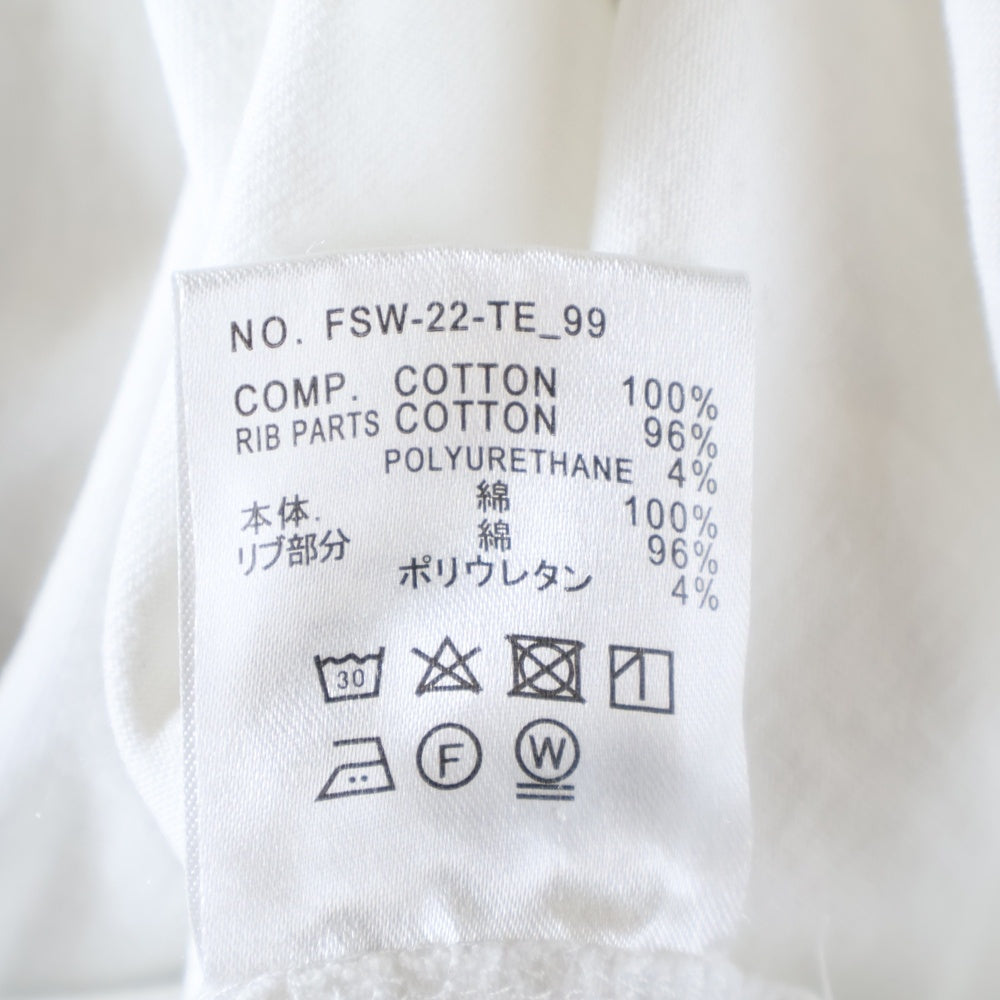 NO. FSW-22-TE_99
COMP. COTTON 100%
RIB PARTS COTTON 96%
POLYURETHANE 4%
本体. 綿 100%
リブ部分 綿 96%
ポリウレタン 4%
30
F W